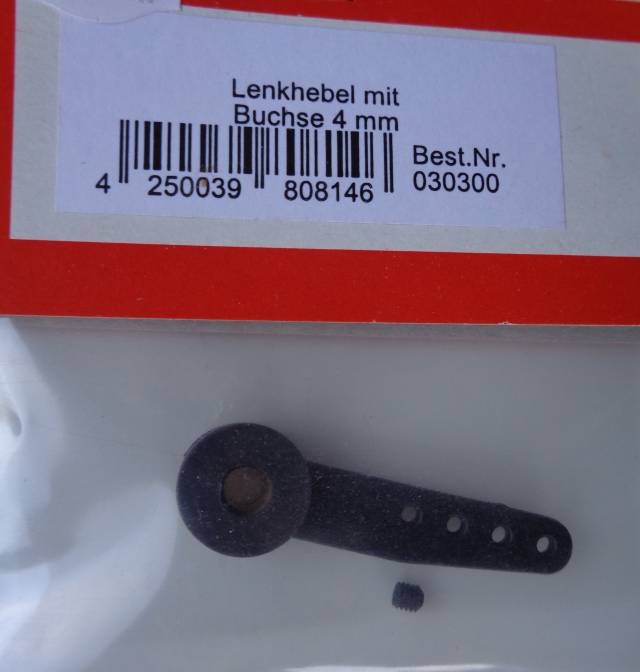 Lenkhebel mit
Buchse 4 mm
Best.Nr.
030300
4 250039 808146